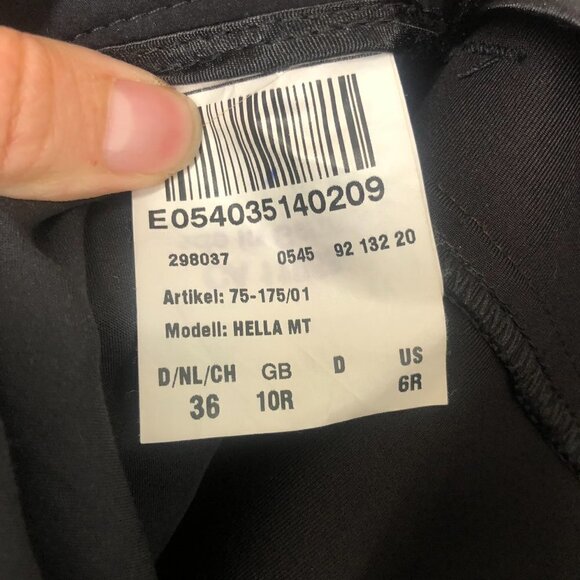 E054035140209
298037 0545 92 132 20
Artikel: 75-175/01
Modell: HELLA MT
D/NL/CH GB D US
36 10R 6R